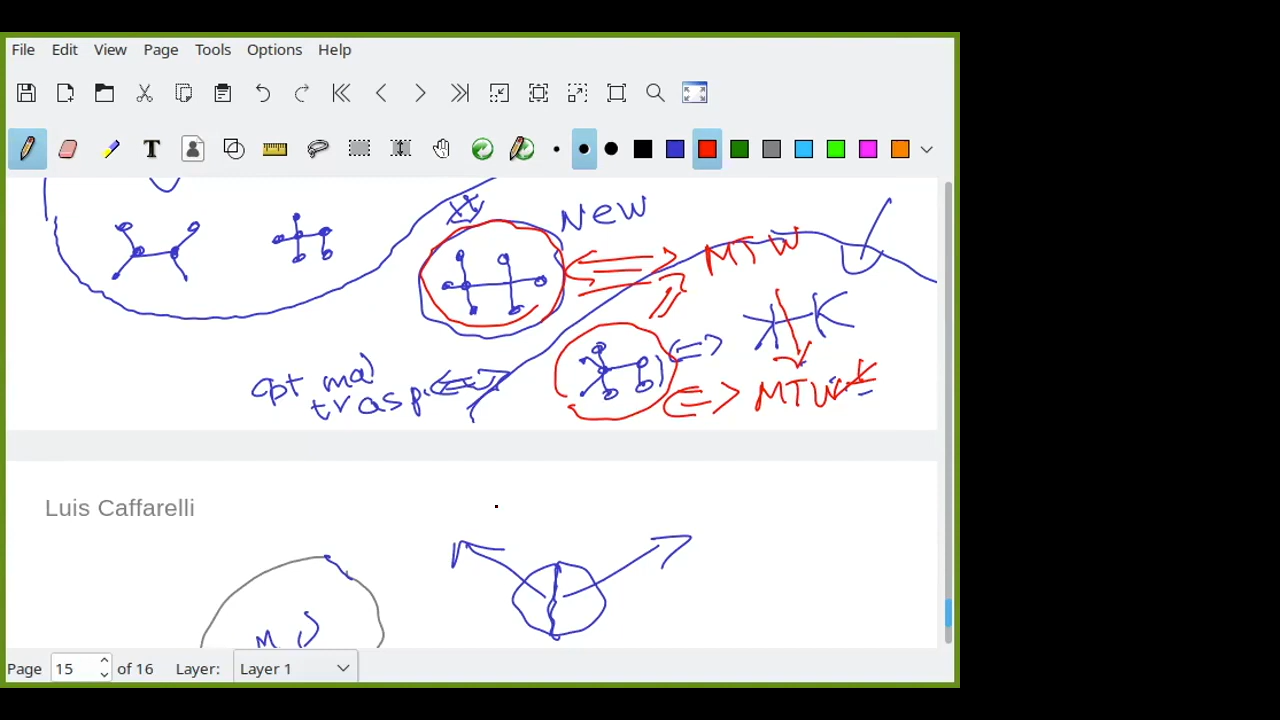 File Edit View Page Tools Options Help
T
New
MTW
opt mal
trasp.
MTW
Luis Caffarelli
Page 15 of 16 Layer: Layer 1